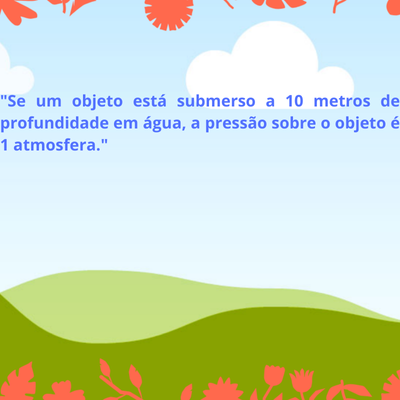 "Se um objeto está submerso a 10 metros de
profundidade em água, a pressão sobre o objeto é
1 atmosfera."